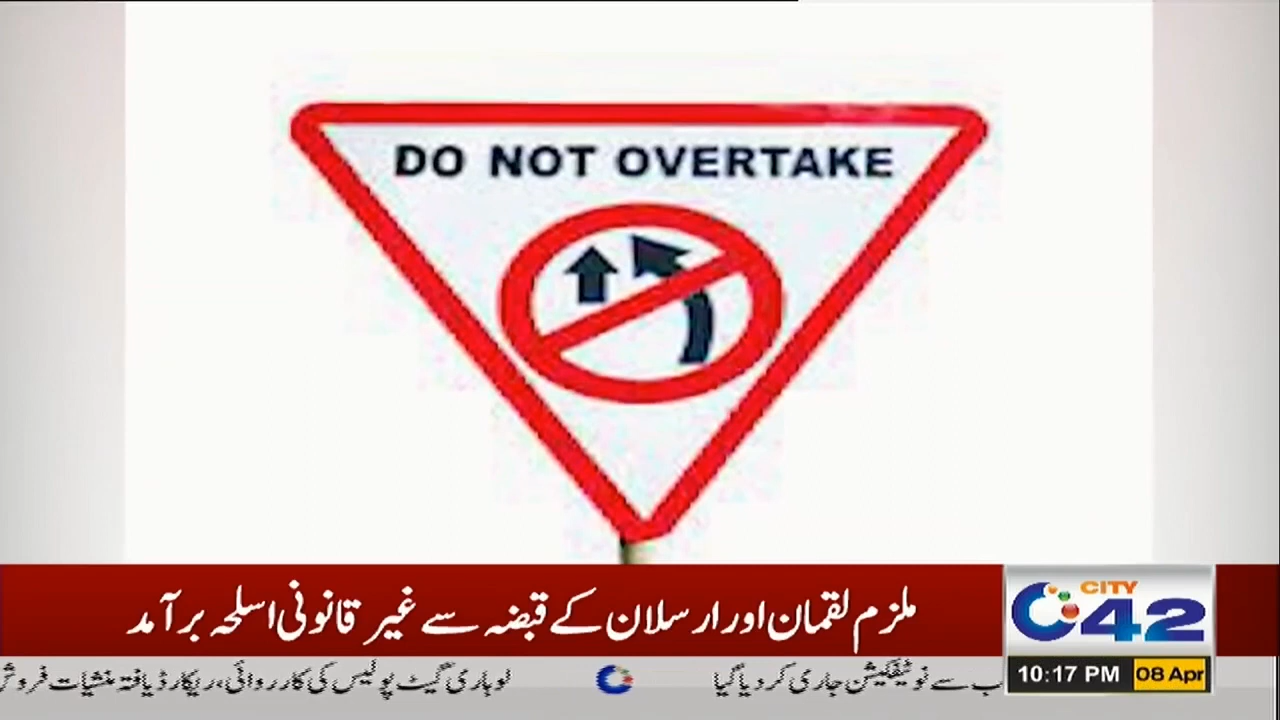 DO NOT OVERTAKE
ملزم لقمان اور ارسلان کے قبضہ سے غیر قانونی اسلحہ برآمد
CITY
42
سے نوٹیفکیشن جاری کر دیا گیا
لوہاری گیٹ پولیس کی کارروائی، ریکارڈ یافتہ منشیات فروش
10:17 PM
08 Apr